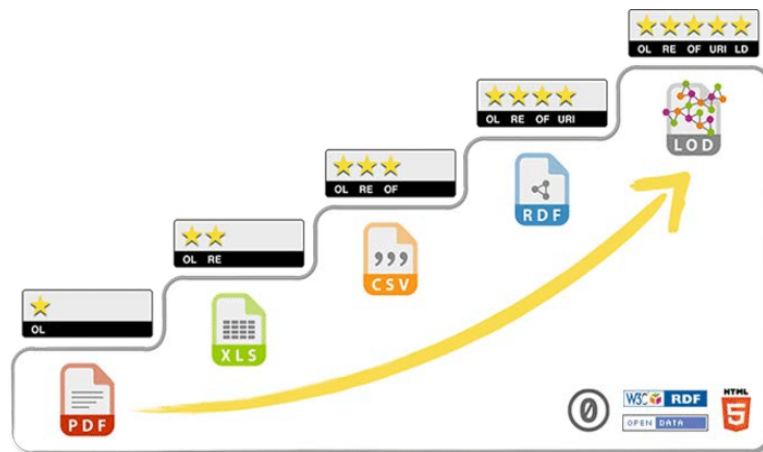 OL RE OF URI LD
LOD
OL RE OF URI
RDF
OL RE OF
CSV
OL RE
XLS
OL
PDF
0
W3C RDF
OPEN DATA
HTML
5